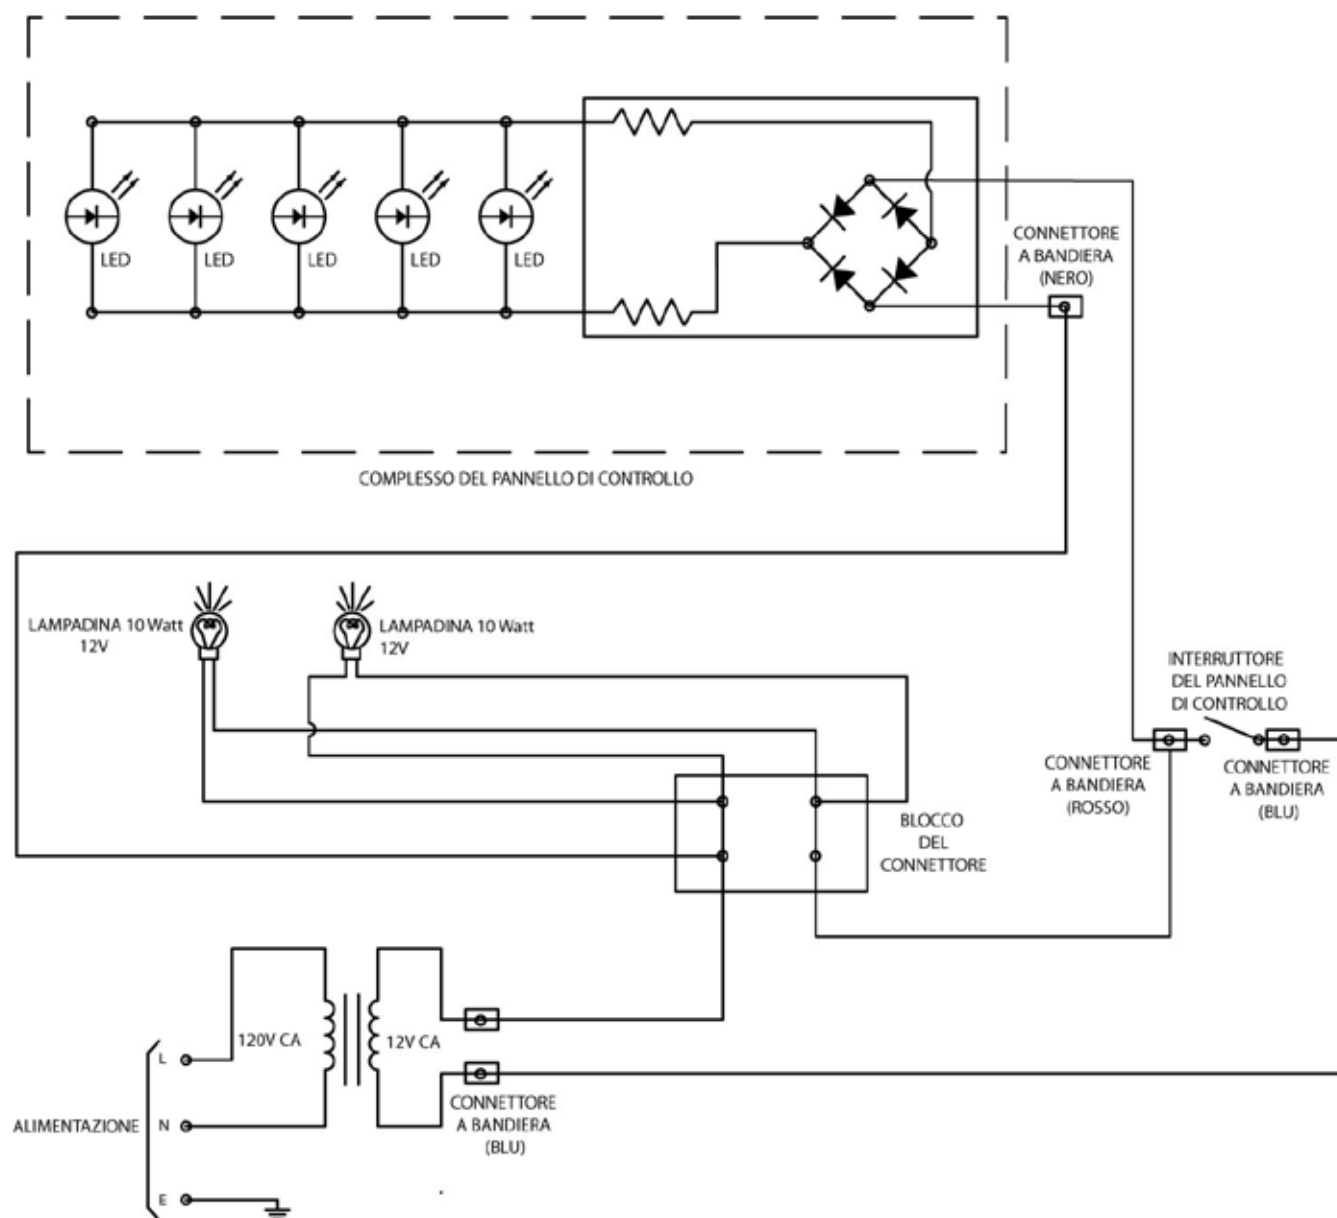 LED
LED
LED
LED
LED
CONNETTORE
A BANDIERA
(NERO)
COMPLESSO DEL PANNELLO DI CONTROLLO
LAMPADINA 10 Watt
12V
LAMPADINA 10 Watt
12V
INTERRUTTORE
DEL PANNELLO
DI CONTROLLO
CONNETTORE
A BANDIERA
(ROSSO)
CONNETTORE
A BANDIERA
(BLU)
BLOCCO
DEL
CONNETTORE
120V CA
12V CA
L
ALIMENTAZIONE
N
E
CONNETTORE
A BANDIERA
(BLU)